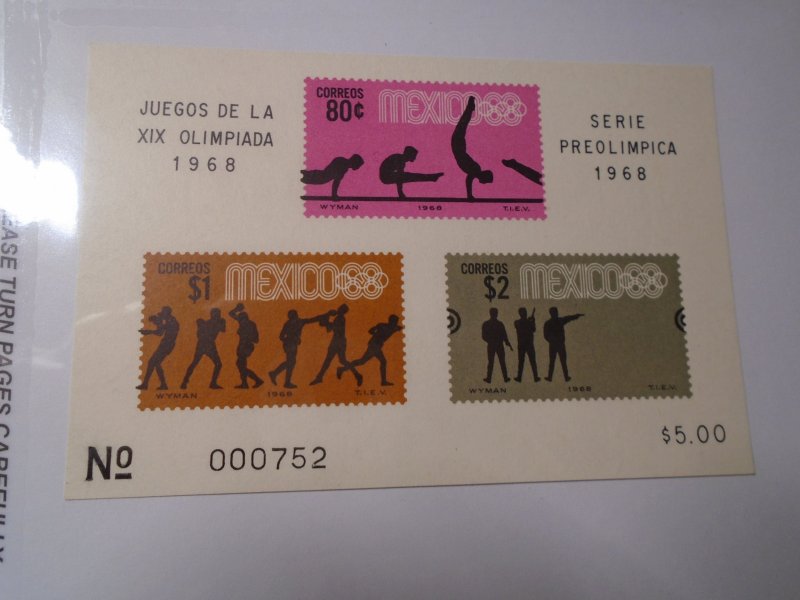 JUEGOS DE LA
XIX OLIMPIADA
1968
CORREOS
80¢
MEXICO68
WYMAN 1968 T.I.E.V.
SERIE
PREOLIMPICA
1968
CORREOS
$1
MEXICO68
WYMAN 1968 T.I.E.V.
CORREOS
$2
MEXICO68
WYMAN 1968 T.I.E.V.
$5.00
Nº 000752
EASE TURN PAGES CAREFULLY